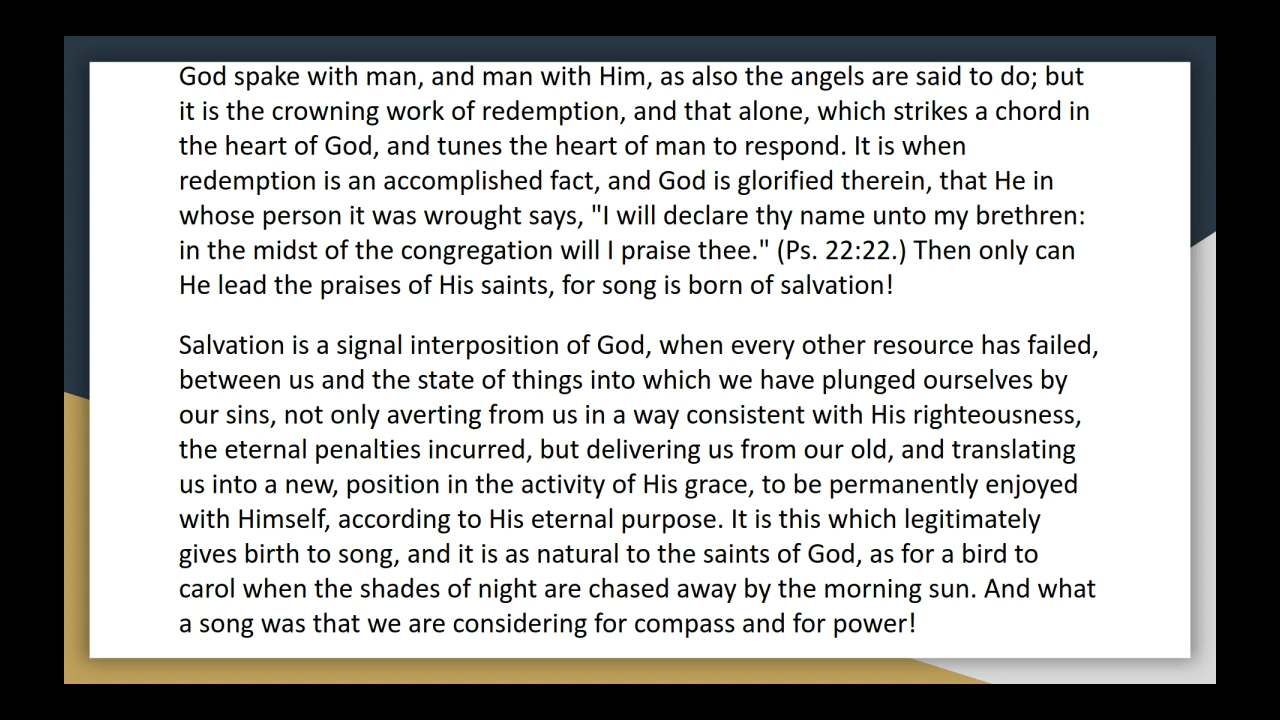 God spake with man, and man with Him, as also the angels are said to do; but
it is the crowning work of redemption, and that alone, which strikes a chord in
the heart of God, and tunes the heart of man to respond. It is when
redemption is an accomplished fact, and God is glorified therein, that He in
whose person it was wrought says, "I will declare thy name unto my brethren:
in the midst of the congregation will I praise thee." (Ps. 22:22.) Then only can
He lead the praises of His saints, for song is born of salvation!
Salvation is a signal interposition of God, when every other resource has failed,
between us and the state of things into which we have plunged ourselves by
our sins, not only averting from us in a way consistent with His righteousness,
the eternal penalties incurred, but delivering us from our old, and translating
us into a new, position in the activity of His grace, to be permanently enjoyed
with Himself, according to His eternal purpose. It is this which legitimately
gives birth to song, and it is as natural to the saints of God, as for a bird to
carol when the shades of night are chased away by the morning sun. And what
a song was that we are considering for compass and for power!